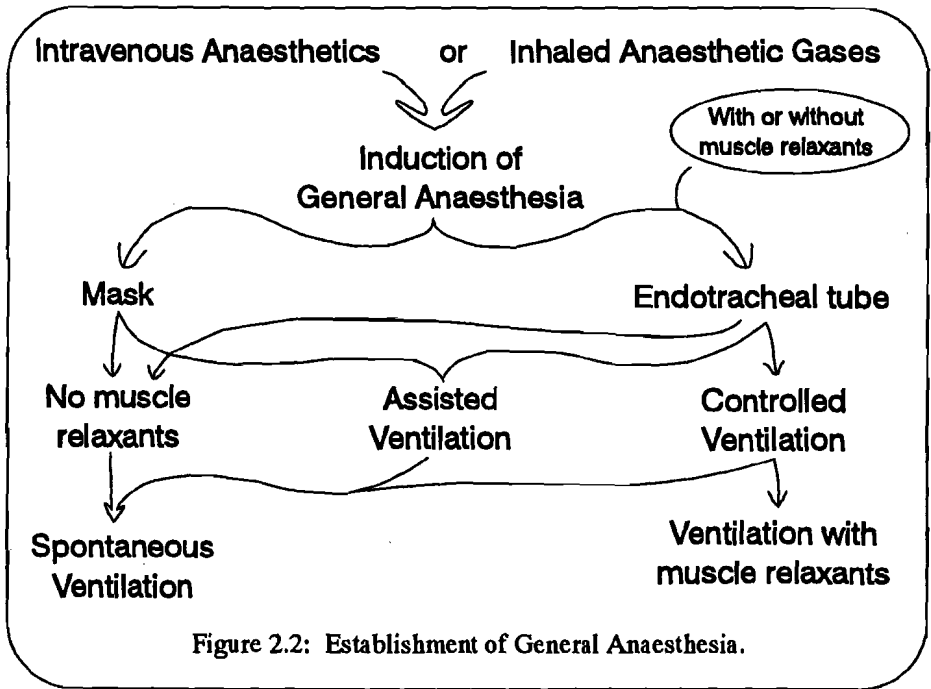 Intravenous Anaesthetics or Inhaled Anaesthetic Gases
With or without
muscle relaxants
Induction of
General Anaesthesia
Mask
Endotracheal tube
No muscle
relaxants
Assisted
Ventilation
Controlled
Ventilation
Spontaneous
Ventilation
Ventilation with
muscle relaxants
Figure 2.2: Establishment of General Anaesthesia.